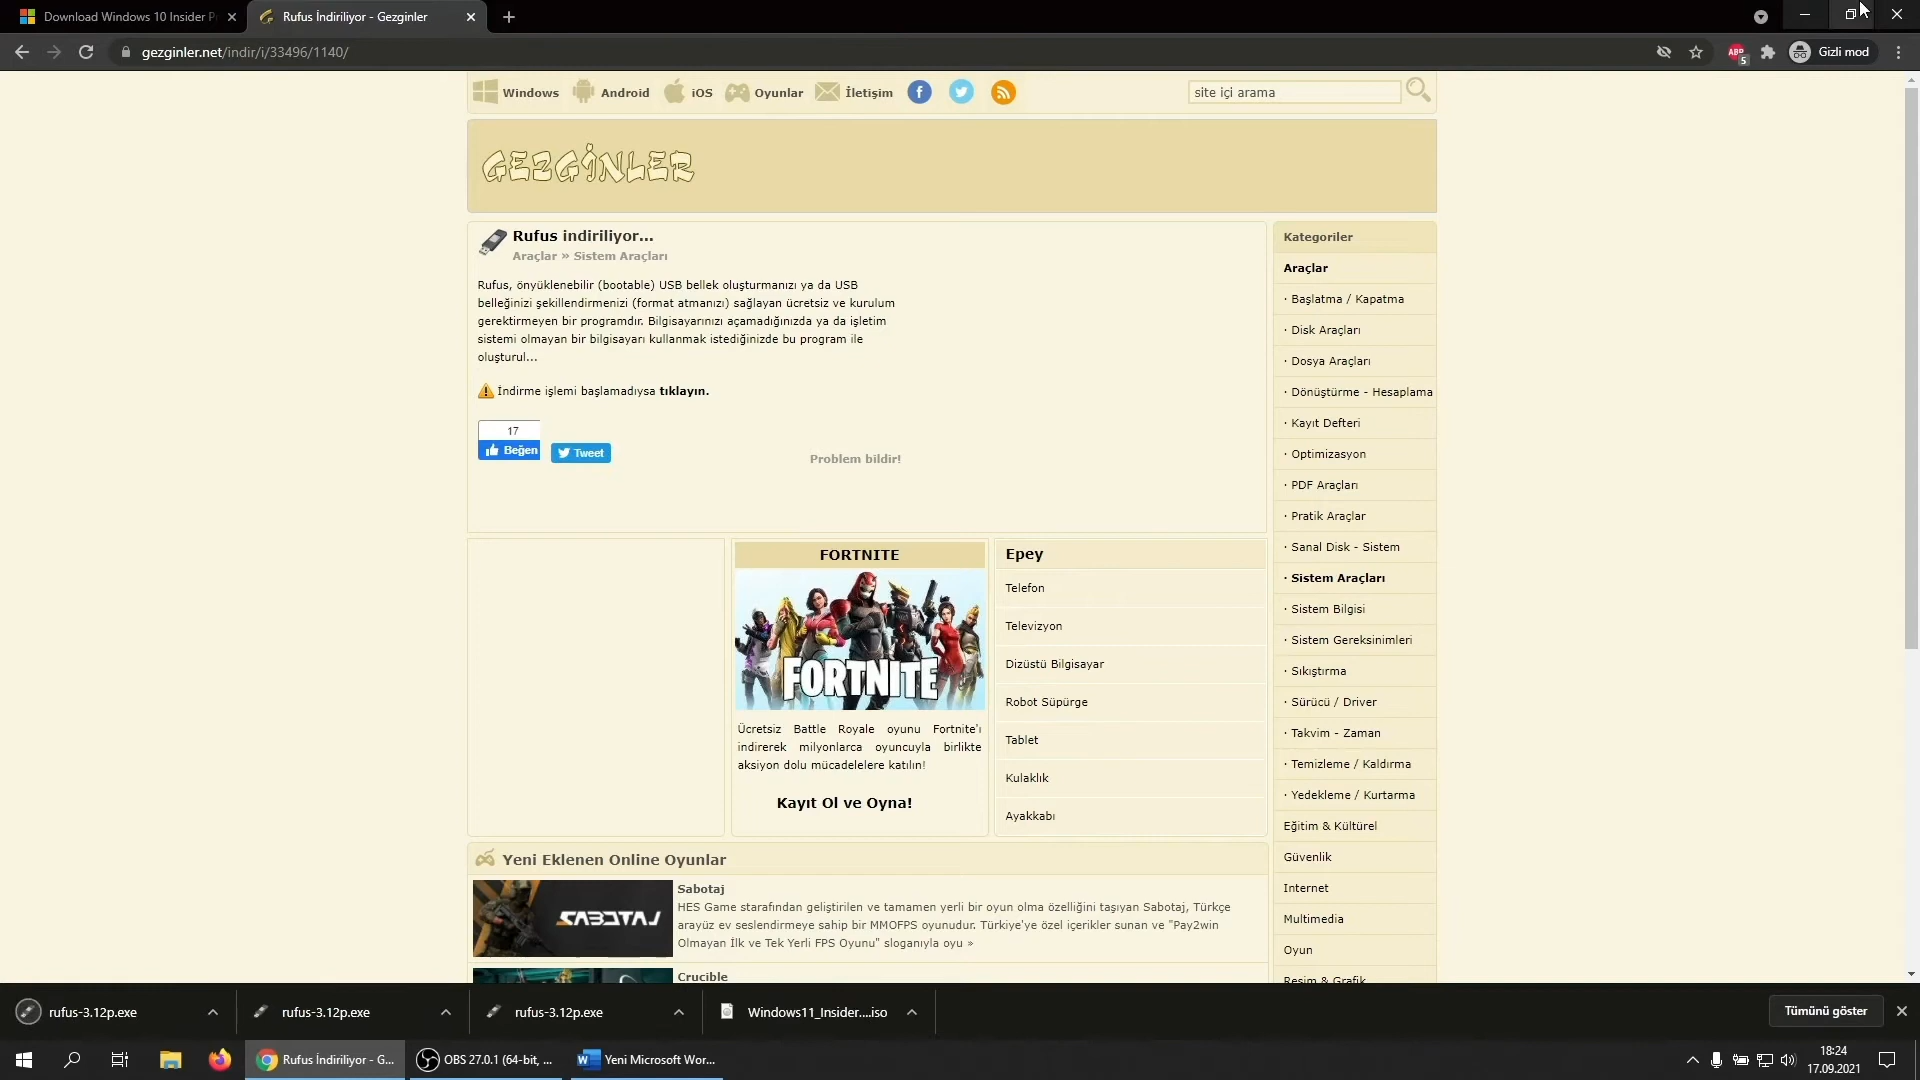 Download Windows 10 Insider Pr
Rufus İndiriliyor - Gezginler
gezginler.net/indir/i/33496/1140/
ABP
5
Gizli mod
Windows
Android
iOS
Oyunlar
İletişim
site içi arama
GEZGİNLER
Rufus indiriliyor...
Araçlar » Sistem Araçları
Rufus, önyüklenebilir (bootable) USB bellek oluşturmanızı ya da USB
belleğinizi şekillendirmenizi (format atmanızı) sağlayan ücretsiz ve kurulum
gerektirmeyen bir programdır. Bilgisayarınızı açamadığınızda ya da işletim
sistemi olmayan bir bilgisayarı kullanmak istediğinizde bu program ile
oluşturul...
İndirme işlemi başlamadıysa tıklayın.
17
Beğen
Tweet
Problem bildir!
FORTNITE
FORTNITE
Ücretsiz Battle Royale oyunu Fortnite'ı
indirerek milyonlarca oyuncuyla birlikte
aksiyon dolu mücadelelere katılın!
Kayıt Ol ve Oyna!
Epey
Telefon
Televizyon
Dizüstü Bilgisayar
Robot Süpürge
Tablet
Kulaklık
Ayakkabı
Yeni Eklenen Online Oyunlar
SABOTAJ
Sabotaj
HES Game starafından geliştirilen ve tamamen yerli bir oyun olma özelliğini taşıyan Sabotaj, Türkçe
arayüz ev seslendirmeye sahip bir MMOFPS oyunudur. Türkiye'ye özel içerikler sunan ve "Pay2win
Olmayan İlk ve Tek Yerli FPS Oyunu" sloganıyla oyu »
Crucible
Kategoriler
Araçlar
· Başlatma / Kapatma
· Disk Araçları
· Dosya Araçları
· Dönüştürme - Hesaplama
· Kayıt Defteri
· Optimizasyon
· PDF Araçları
· Pratik Araçlar
· Sanal Disk - Sistem
· Sistem Araçları
· Sistem Bilgisi
· Sistem Gereksinimleri
· Sıkıştırma
· Sürücü / Driver
· Takvim - Zaman
· Temizleme / Kaldırma
· Yedekleme / Kurtarma
Eğitim & Kültürel
Güvenlik
Internet
Multimedia
Oyun
Resim & Grafik
rufus-3.12p.exe
rufus-3.12p.exe
rufus-3.12p.exe
Windows11_Insider....iso
Tümünü göster
Rufus İndiriliyor - G...
OBS 27.0.1 (64-bit, ...
Yeni Microsoft Wor...
18:24
17.09.2021